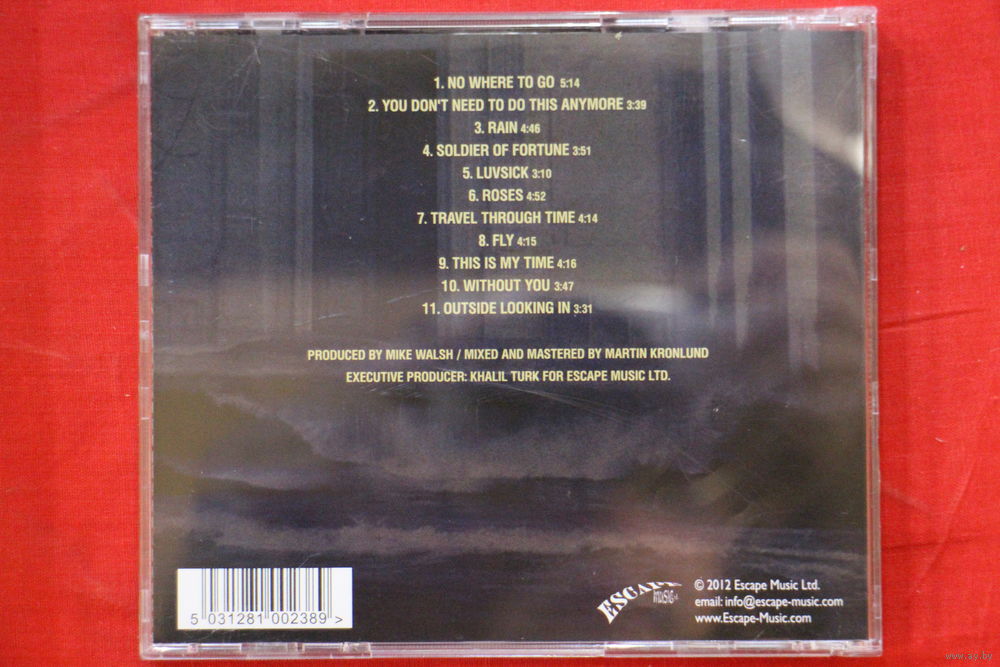 1. NO WHERE TO GO 5:14
2. YOU DON'T NEED TO DO THIS ANYMORE 3:39
3. RAIN 4:46
4. SOLDIER OF FORTUNE 3:51
5. LUVSICK 3:10
6. ROSES 4:52
7. TRAVEL THROUGH TIME 4:14
8. FLY 4:15
9. THIS IS MY TIME 4:16
10. WITHOUT YOU 3:47
11. OUTSIDE LOOKING IN 3:31
PRODUCED BY MIKE WALSH / MIXED AND MASTERED BY MARTIN KRONLUND
EXECUTIVE PRODUCER: KHALIL TURK FOR ESCAPE MUSIC LTD.
5 031281 002389 >
ESCAPE
music
© 2012 Escape Music Ltd.
email: info@escape-music.com
www.Escape-Music.com
www.ay.by